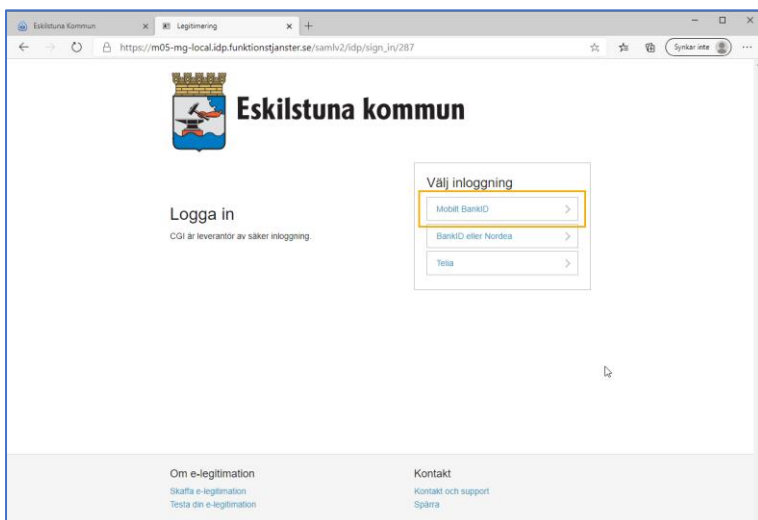 Eskilstuna Kommun
Legitimering
https://m05-mg-local.idp.funktionstjanster.se/samlv2/idp/sign_in/287
Synkar inte
Eskilstuna kommun
Logga in
CGI är leverantör av säker inloggning.
Välj inloggning
Mobilt BankID
BankID eller Nordea
Telia
Om e-legitimation
Skaffa e-legitimation
Testa din e-legitimation
Kontakt
Kontakt och support
Spärra